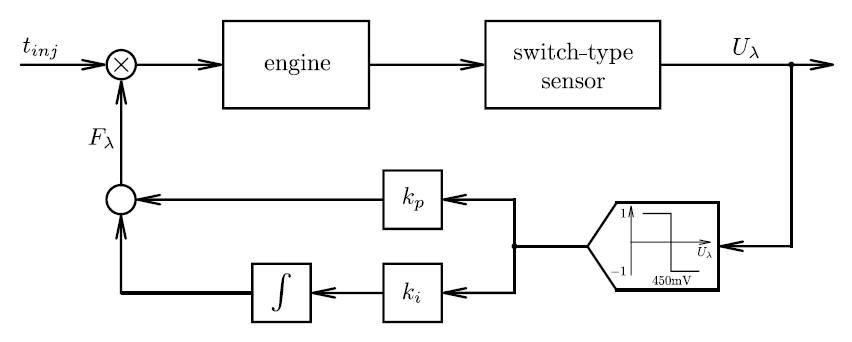 t_inj
×
engine
switch-type
sensor
U_λ
F_λ
k_p
1
U_λ
−1
450mV
∫
k_i